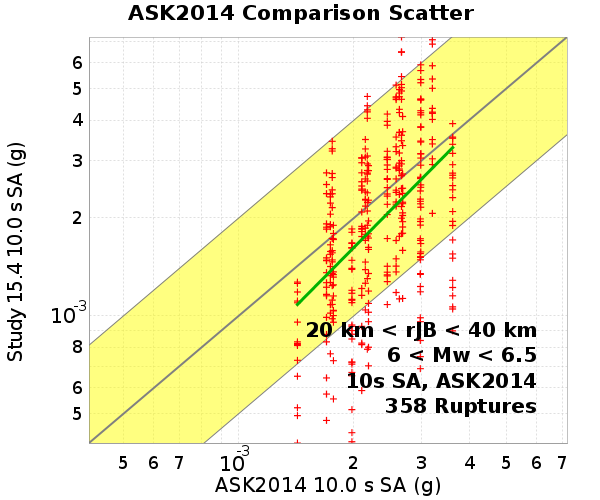 ASK2014 Comparison Scatter
Study 15.4 10.0 s SA (g)
6
5
4
3
2
10-3
8
7
6
5
20 km < rJB < 40 km
6 < Mw < 6.5
10s SA, ASK2014
358 Ruptures
5 6 7 10-3 2 3 4 5 6 7
ASK2014 10.0 s SA (g)